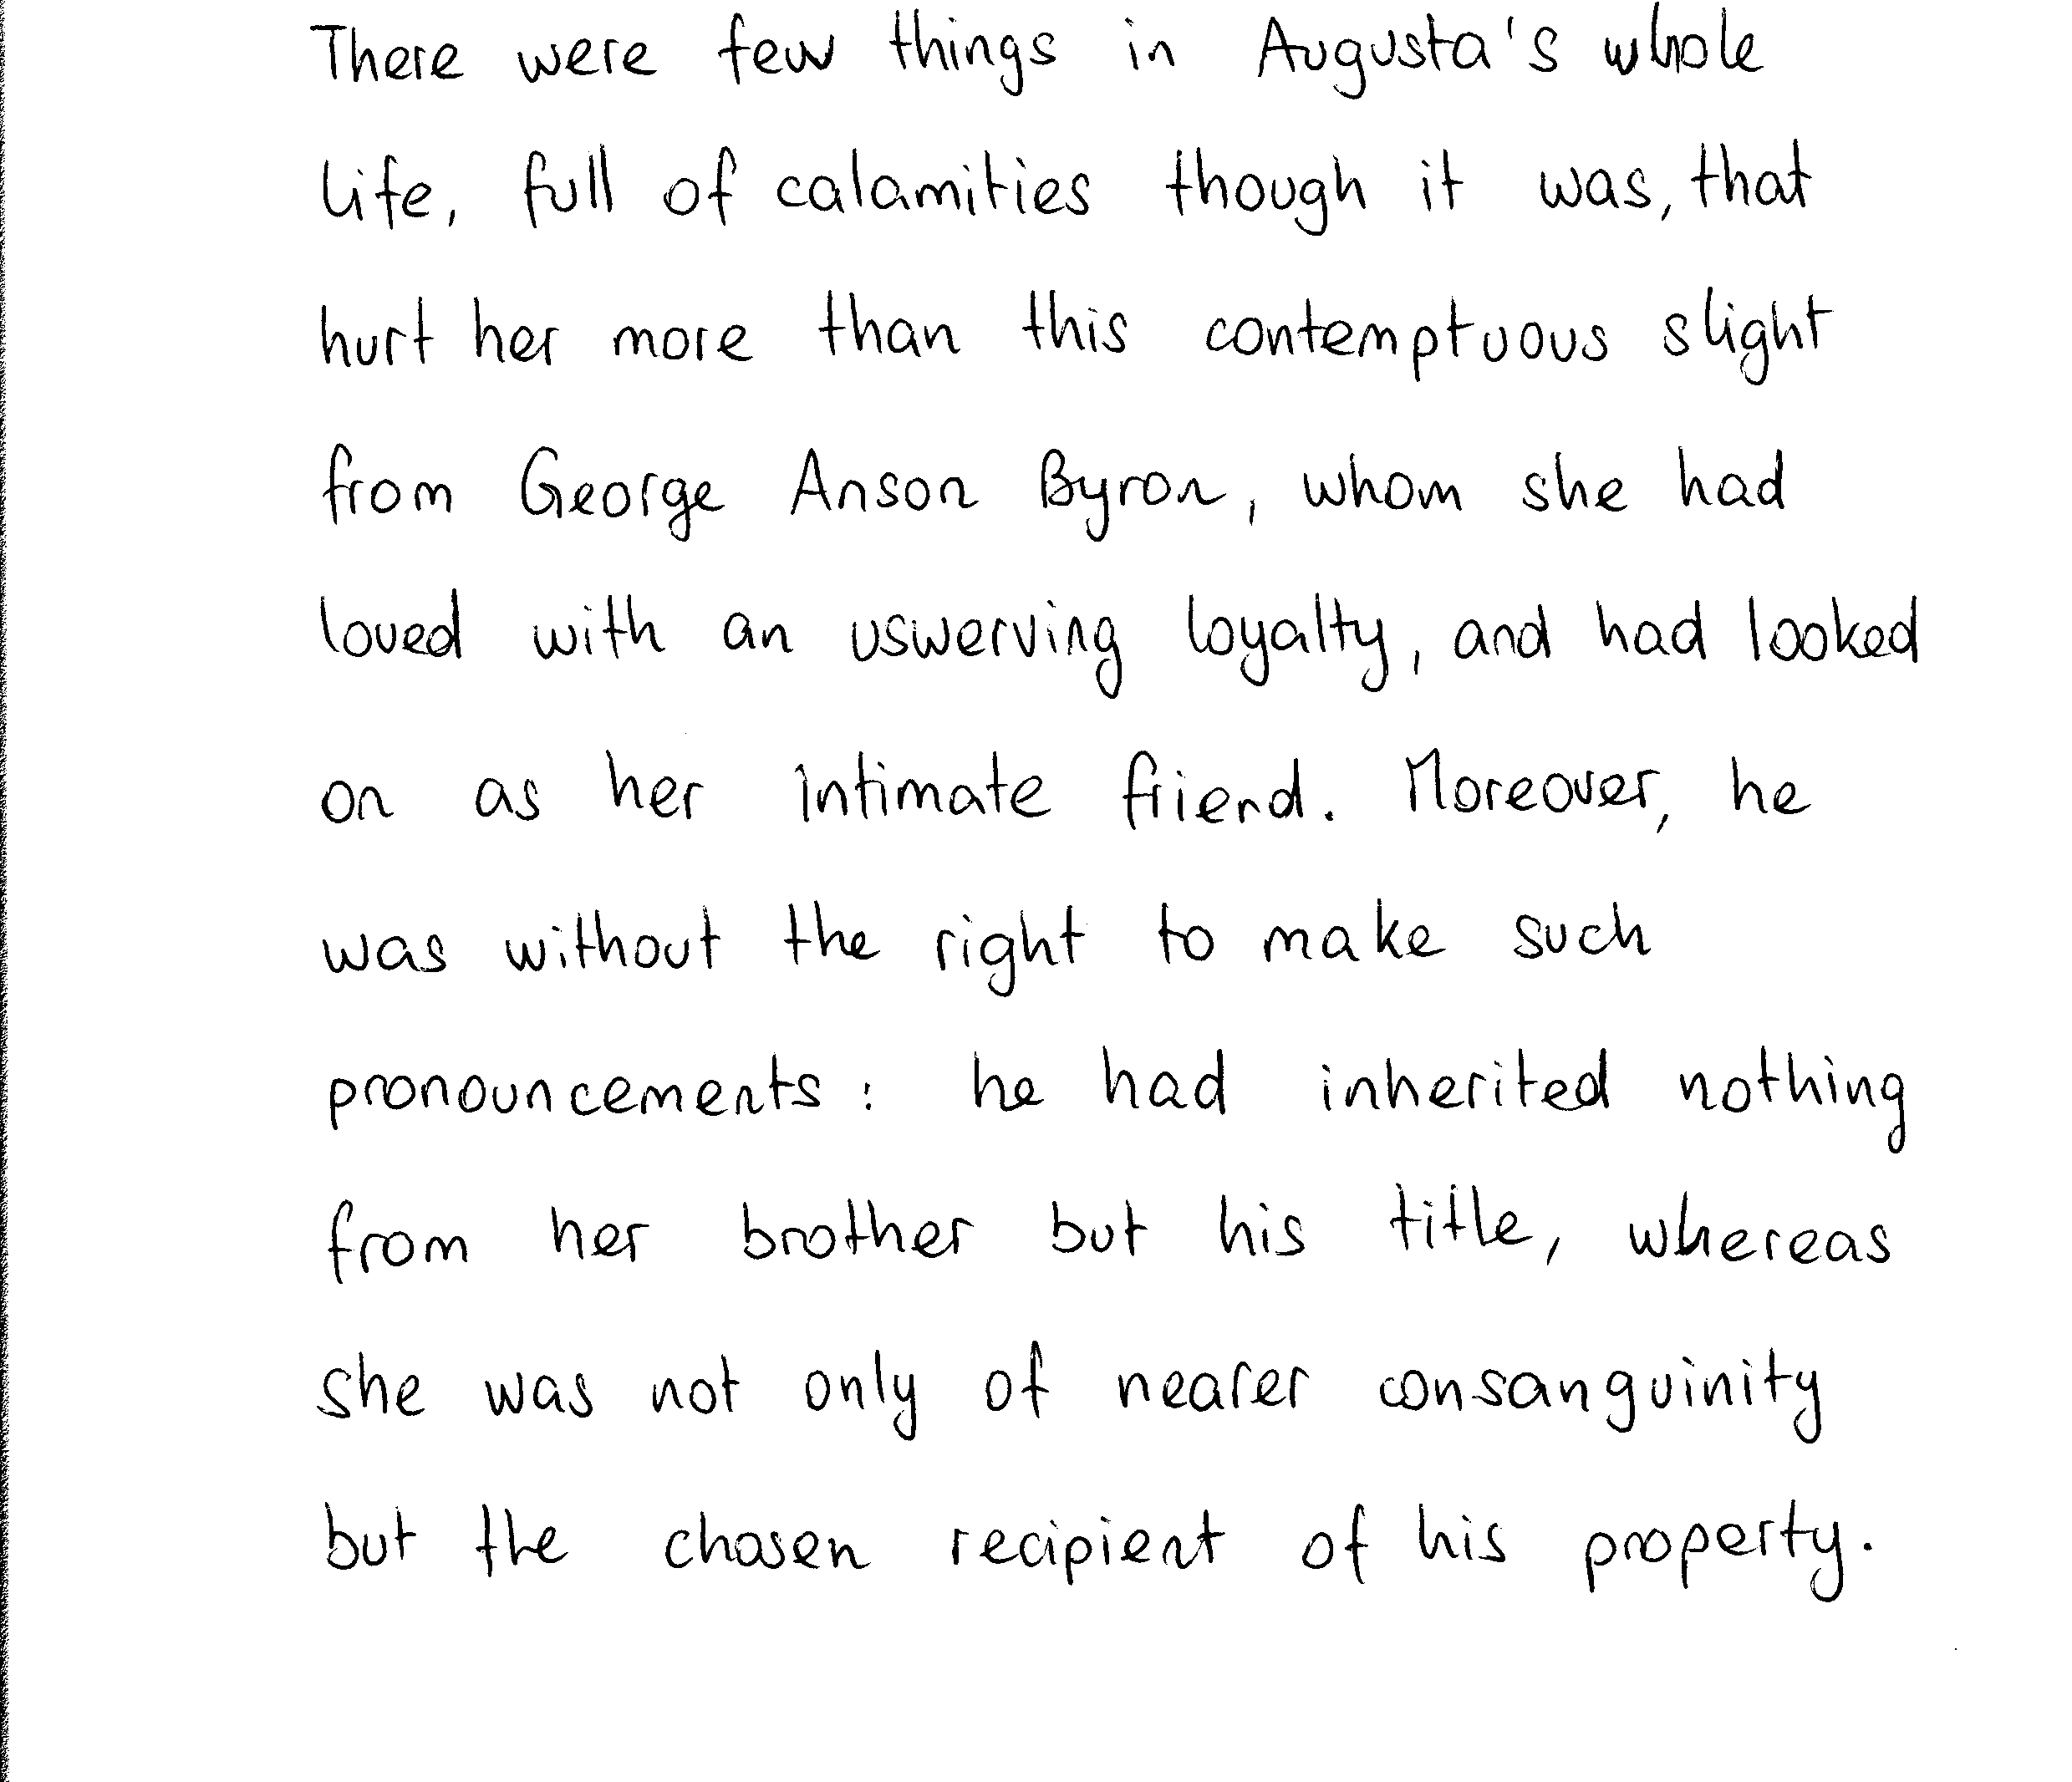 There were few things in Augusta's whole
life, full of calamities though it was, that
hurt her more than this contemptuous slight
from George Anson Byron, whom she had
loved with an uswerving loyalty, and had looked
on as her intimate friend. Moreover, he
was without the right to make such
pronouncements: he had inherited nothing
from her brother but his title, whereas
she was not only of nearer consanguinity
but the chosen recipient of his property.